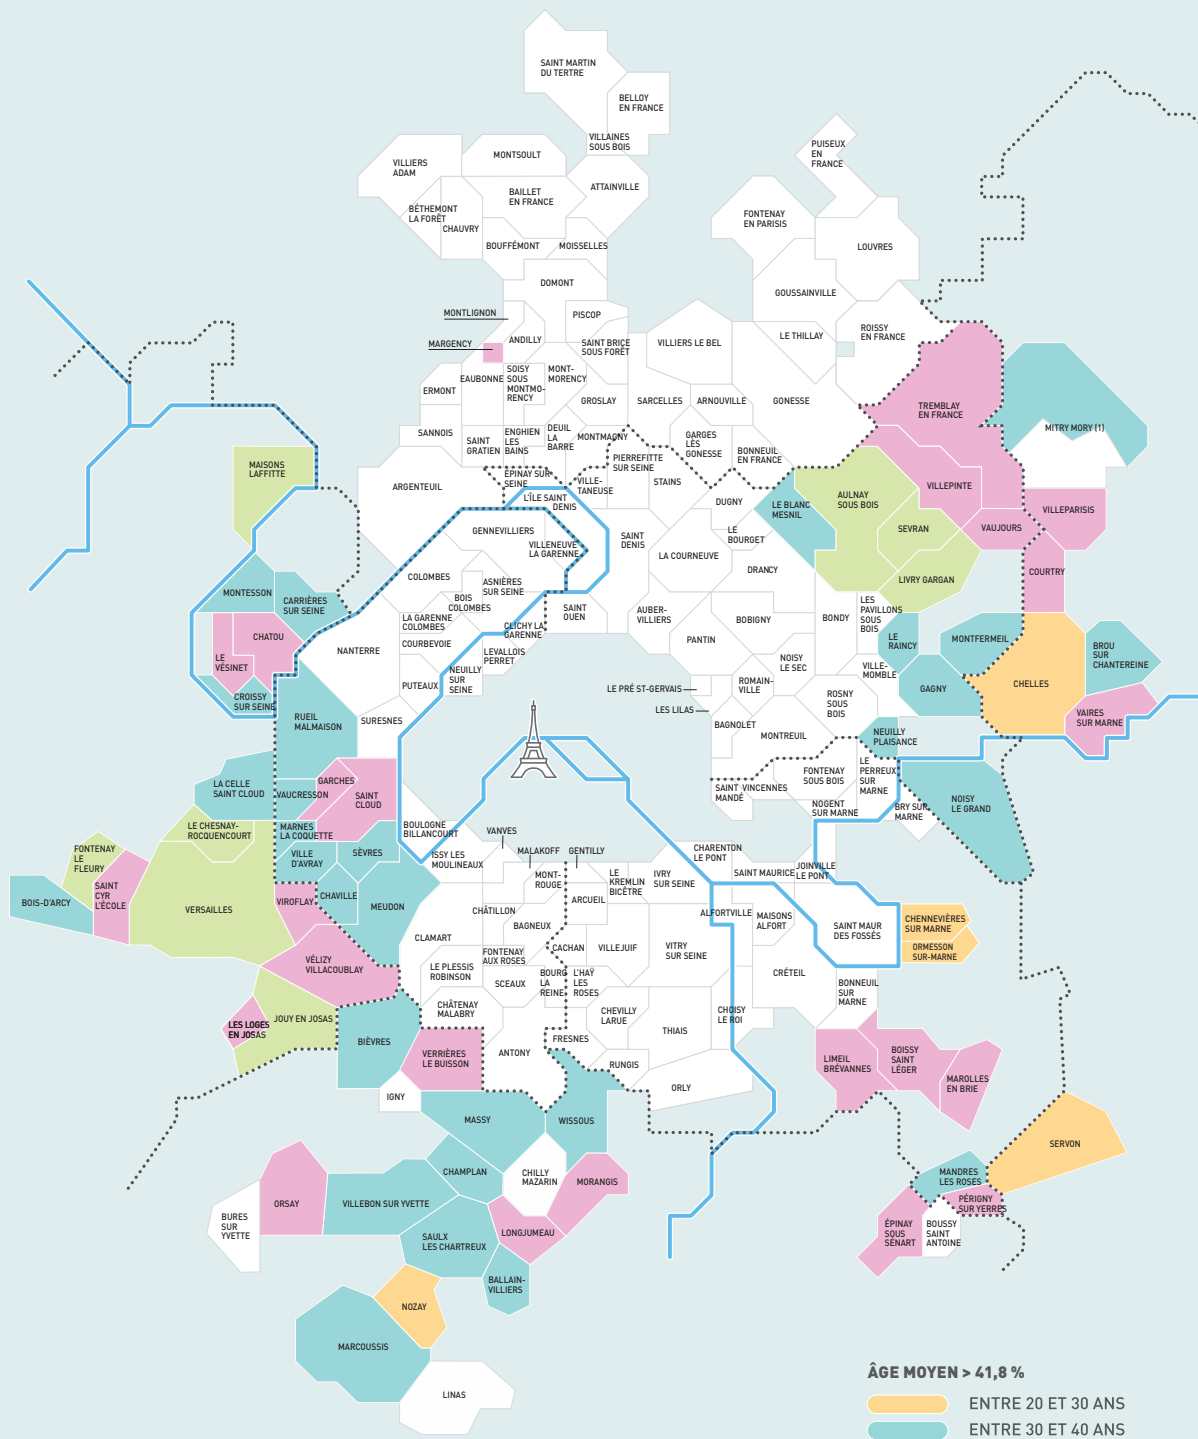 SAINT MARTIN
DU TERTRE
BELLOY
EN FRANCE
VILLAINES
SOUS BOIS
PUISEUX
EN
FRANCE
MONTSOULT
VILLIERS
ADAM
ATTAINVILLE
BAILLET
EN FRANCE
BÉTHEMONT
LA FORÊT
CHAUVRY
FONTENAY
EN PARISIS
BOUFFÉMONT
MOISSELLES
LOUVRES
DOMONT
GOUSSAINVILLE
MONTLIGNON
PISCOP
ANDILLY
MARGENCY
SAINT BRICE
SOUS FORÊT
VILLIERS LE BEL
LE THILLAY
ROISSY
EN FRANCE
EAUBONNE
SOISY
SOUS
MONTMO-
RENCY
MONT-
MORENCY
ERMONT
GROSLAY
SARCELLES
ARNOUVILLE
GONESSE
TREMBLAY
EN FRANCE
MITRY MORY (1)
SANNOIS
SAINT
GRATIEN
ENGHIEN
LES
BAINS
DEUIL
LA
BARRE
MONTMAGNY
GARGES
LÈS
GONESSE
BONNEUIL
EN FRANCE
PIERREFITTE
SUR SEINE
MAISONS
LAFFITTE
ARGENTEUIL
ÉPINAY SUR
SEINE
VILLE-
TANEUSE
STAINS
VILLEPINTE
L'ÎLE SAINT
DENIS
DUGNY
LE BLANC
MESNIL
AULNAY
SOUS BOIS
VILLEPARISIS
GENNEVILLIERS
VILLENEUVE
LA GARENNE
SAINT
DENIS
LE
BOURGET
SEVRAN
VAUJOURS
LA COURNEUVE
DRANCY
LIVRY GARGAN
COURTRY
COLOMBES
ASNIÈRES
SUR SEINE
BOIS
COLOMBES
MONTESSON
CARRIÈRES
SUR SEINE
SAINT
OUEN
AUBER-
VILLIERS
BOBIGNY
BONDY
LES
PAVILLONS
SOUS
BOIS
LA GARENNE
COLOMBES
CLICHY LA
GARENNE
CHATOU
COURBEVOIE
NANTERRE
LEVALLOIS
PERRET
PANTIN
LE
RAINCY
MONTFERMEIL
BROU
SUR
CHANTEREINE
LE
VÉSINET
NOISY
LE SEC
VILLE-
MOMBLE
NEUILLY
SUR
SEINE
PUTEAUX
LE PRÉ ST-GERVAIS
ROMAIN-
VILLE
GAGNY
CHELLES
CROISSY
SUR SEINE
LES LILAS
ROSNY
SOUS
BOIS
RUEIL
MALMAISON
SURESNES
BAGNOLET
VAIRES
SUR MARNE
MONTREUIL
NEUILLY
PLAISANCE
LA CELLE
SAINT CLOUD
GARCHES
VAUCRESSON
SAINT
CLOUD
FONTENAY
SOUS BOIS
LE
PERREUX
SUR
MARNE
SAINT
MANDÉ
VINCENNES
NOISY
LE GRAND
NOGENT
SUR MARNE
BRY SUR
MARNE
LE CHESNAY-
ROCQUENCOURT
MARNES
LA COQUETTE
BOULOGNE
BILLANCOURT
VANVES
FONTENAY
LE
FLEURY
VILLE
D'AVRAY
SÈVRES
ISSY LES
MOULINEAUX
MALAKOFF
GENTILLY
CHARENTON
LE PONT
SAINT MAURICE
JOINVILLE
LE PONT
MONT-
ROUGE
LE
KREMLIN
BICÊTRE
IVRY
SUR SEINE
SAINT
CYR
L'ÉCOLE
BOIS-D'ARCY
VERSAILLES
VIROFLAY
CHAVILLE
MEUDON
ARCUEIL
CHÂTILLON
ALFORTVILLE
MAISONS
ALFORT
SAINT MAUR
DES FOSSÉS
CHENNEVIÈRES
SUR MARNE
BAGNEUX
CLAMART
CACHAN
VILLEJUIF
VITRY
SUR SEINE
ORMESSON
SUR-MARNE
VÉLIZY
VILLACOUBLAY
FONTENAY
AUX ROSES
LE PLESSIS
ROBINSON
SCEAUX
BOURG
LA
REINE
L'HAŸ
LES
ROSES
CRÉTEIL
BONNEUIL
SUR
MARNE
CHÂTENAY
MALABRY
CHEVILLY
LARUE
CHOISY
LE ROI
LES LOGES
EN JOSAS
JOUY EN JOSAS
THIAIS
BIÈVRES
VERRIÈRES
LE BUISSON
ANTONY
FRESNES
RUNGIS
LIMEIL
BRÉVANNES
BOISSY
SAINT
LÉGER
MAROLLES
EN BRIE
ORLY
IGNY
MASSY
WISSOUS
SERVON
CHAMPLAN
CHILLY
MAZARIN
MORANGIS
MANDRES
LES ROSES
ORSAY
VILLEBON SUR YVETTE
PÉRIGNY
SUR YERRES
BURES
SUR
YVETTE
LONGJUMEAU
SAULX
LES CHARTREUX
ÉPINAY
SOUS
SÉNART
BOUSSY
SAINT
ANTOINE
BALLAIN-
VILLIERS
NOZAY
MARCOUSSIS
LINAS
ÂGE MOYEN > 41,8 %
ENTRE 20 ET 30 ANS
ENTRE 30 ET 40 ANS